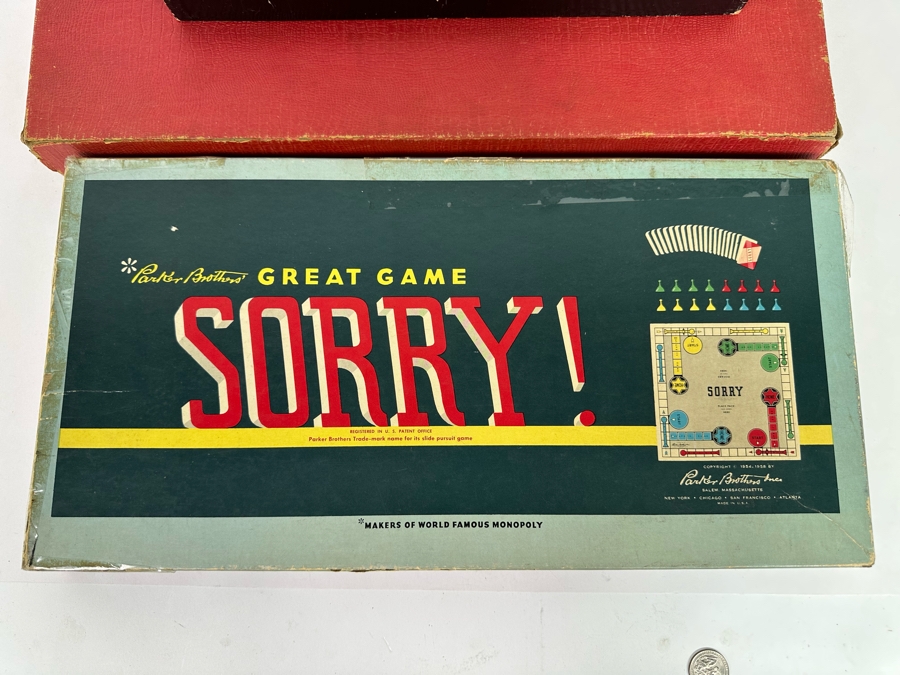 *Parker Brothers' GREAT GAME
SORRY!
REGISTERED IN U. S. PATENT OFFICE
Parker Brothers Trade-mark name for its slide pursuit game
SORRY
COPYRIGHT © 1934, 1938 BY
Parker Brothers Inc.
SALEM, MASSACHUSETTS
NEW YORK • CHICAGO • SAN FRANCISCO • ATLANTA
MADE IN U.S.A.
*MAKERS OF WORLD FAMOUS MONOPOLY